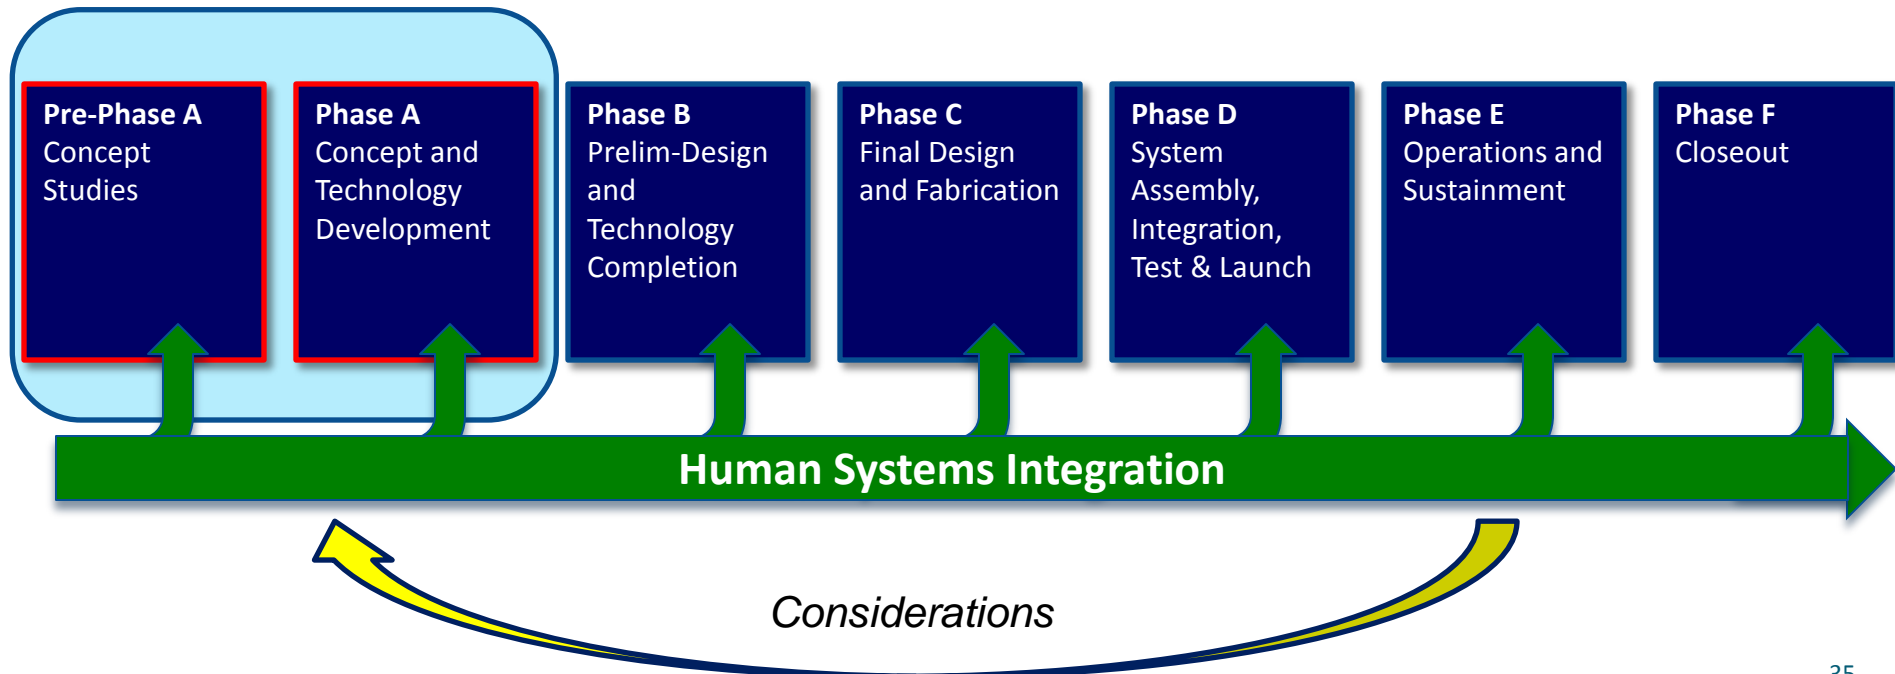 Pre-Phase A
Concept
Studies
Phase A
Concept and
Technology
Development
Phase B
Prelim-Design
and
Technology
Completion
Phase C
Final Design
and Fabrication
Phase D
System
Assembly,
Integration,
Test & Launch
Phase E
Operations and
Sustainment
Phase F
Closeout
Human Systems Integration
Considerations
35